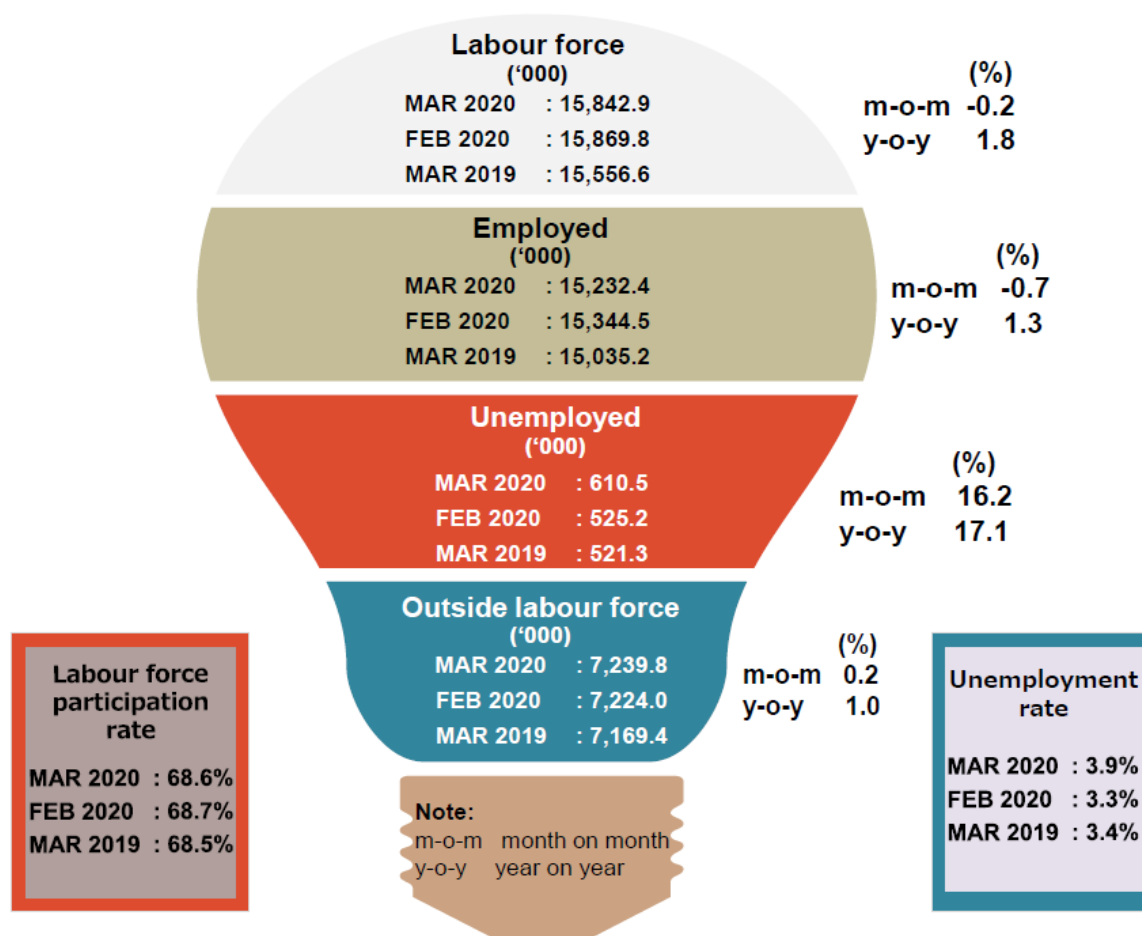 Labour force
('000)
MAR 2020 : 15,842.9
FEB 2020 : 15,869.8
MAR 2019 : 15,556.6
(%)
m-o-m -0.2
y-o-y 1.8
Employed
('000)
MAR 2020 : 15,232.4
FEB 2020 : 15,344.5
MAR 2019 : 15,035.2
(%)
m-o-m -0.7
y-o-y 1.3
Unemployed
('000)
MAR 2020 : 610.5
FEB 2020 : 525.2
MAR 2019 : 521.3
(%)
m-o-m 16.2
y-o-y 17.1
Outside labour force
('000)
MAR 2020 : 7,239.8
FEB 2020 : 7,224.0
MAR 2019 : 7,169.4
(%)
m-o-m 0.2
y-o-y 1.0
Labour force
participation
rate
MAR 2020 : 68.6%
FEB 2020 : 68.7%
MAR 2019 : 68.5%
Note:
m-o-m month on month
y-o-y year on year
Unemployment
rate
MAR 2020 : 3.9%
FEB 2020 : 3.3%
MAR 2019 : 3.4%